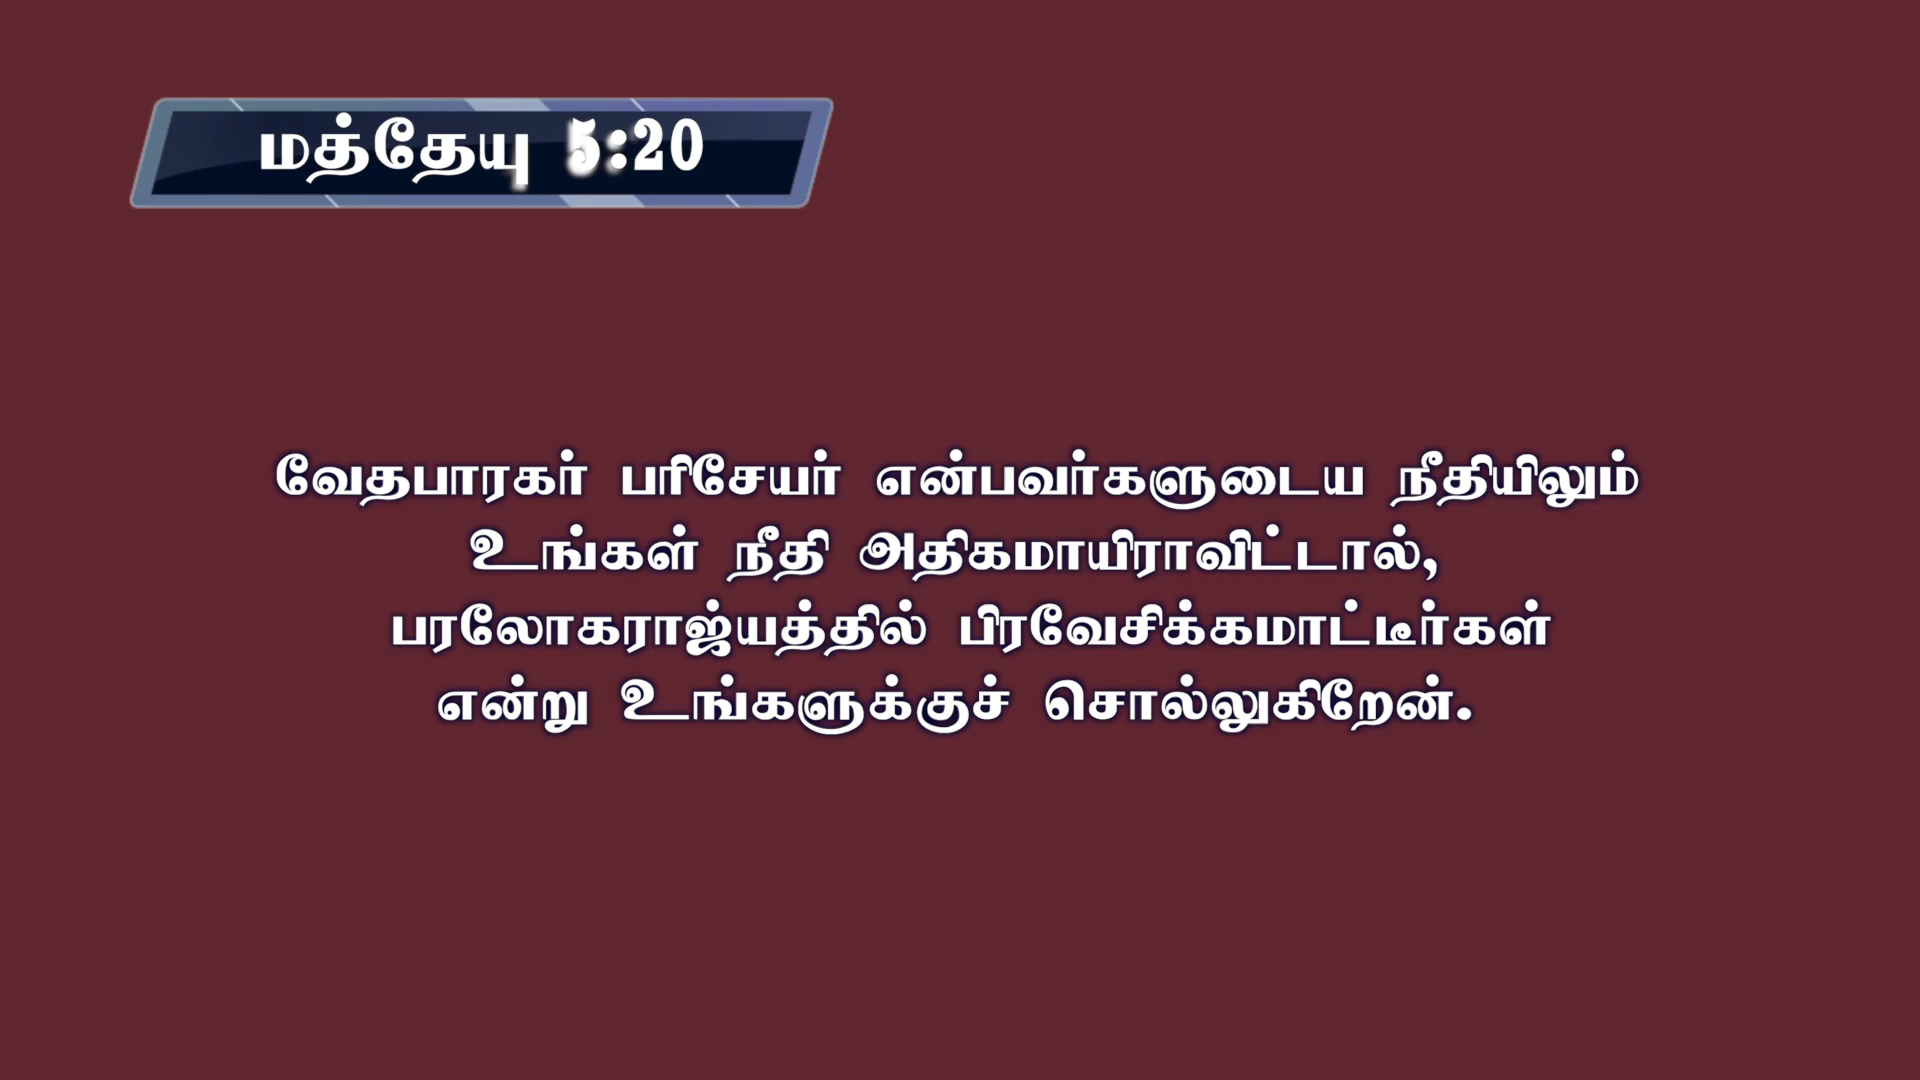 மத்தேயு 5:20
வேதபாரகர் பரிசேயர் என்பவர்களுடைய நீதியிலும்
உங்கள் நீதி அதிகமாயிராவிட்டால்,
பரலோகராஜ்யத்தில் பிரவேசிக்கமாட்டீர்கள்
என்று உங்களுக்குச் சொல்லுகிறேன்.